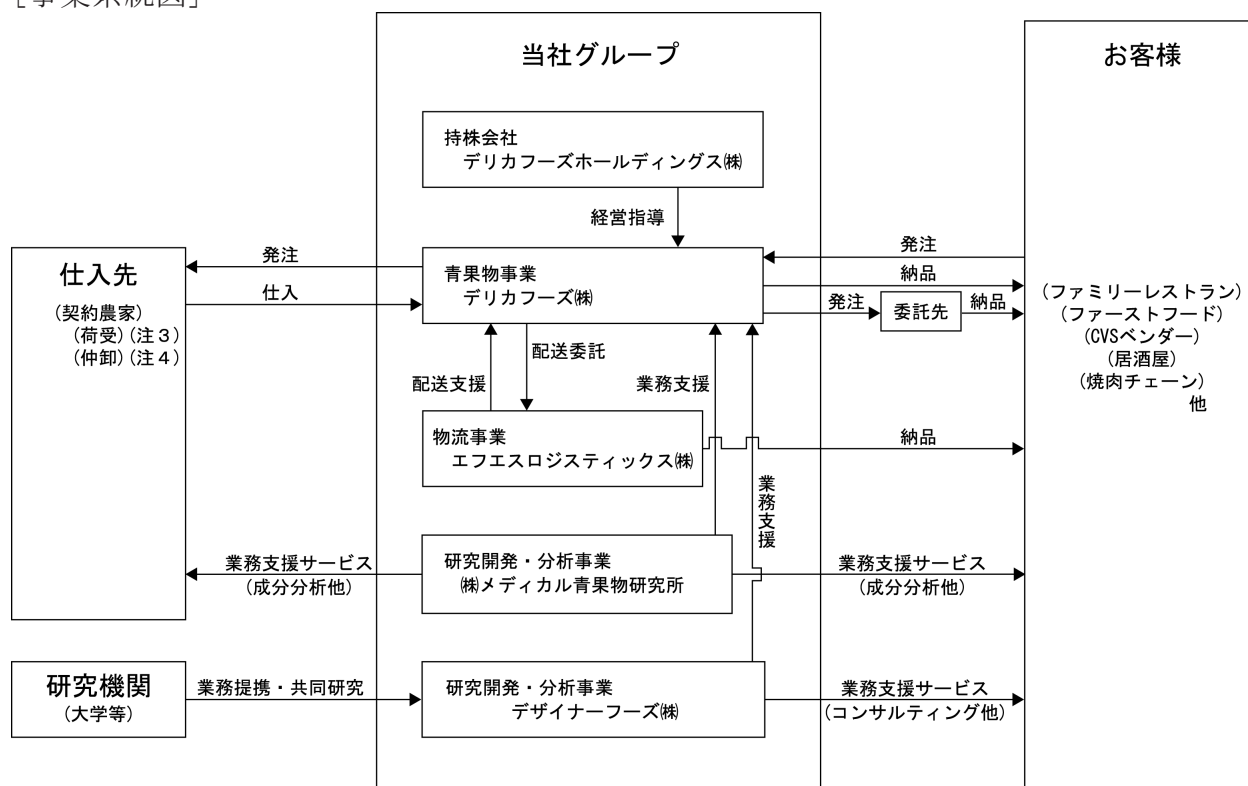 [事業系統図]
当社グループ
お客様
持株会社
デリカフーズホールディングス㈱
経営指導
仕入先
(契約農家)
(荷受)(注3)
(仲卸)(注4)
発注
仕入
青果物事業
デリカフーズ㈱
発注
納品
発注
委託先
納品
(ファミリーレストラン)
(ファーストフード)
(CVSベンダー)
(居酒屋)
(焼肉チェーン)
他
配送支援
配送委託
業務支援
物流事業
エフエスロジスティックス㈱
納品
業務支援
業務支援サービス
(成分分析他)
研究開発・分析事業
㈱メディカル青果物研究所
業務支援サービス
(成分分析他)
研究機関
(大学等)
業務提携・共同研究
研究開発・分析事業
デザイナーフーズ㈱
業務支援サービス
(コンサルティング他)